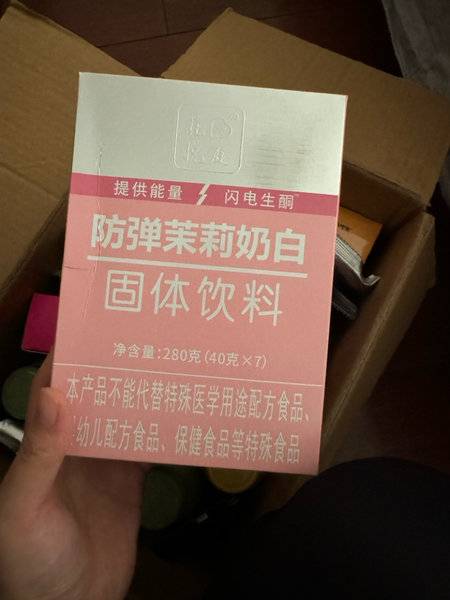 提供能量 闪电生酮™
防弹茉莉奶白
固体饮料
净含量:280克(40克×7)
本产品不能代替特殊医学用途配方食品、
幼儿配方食品、保健食品等特殊食品